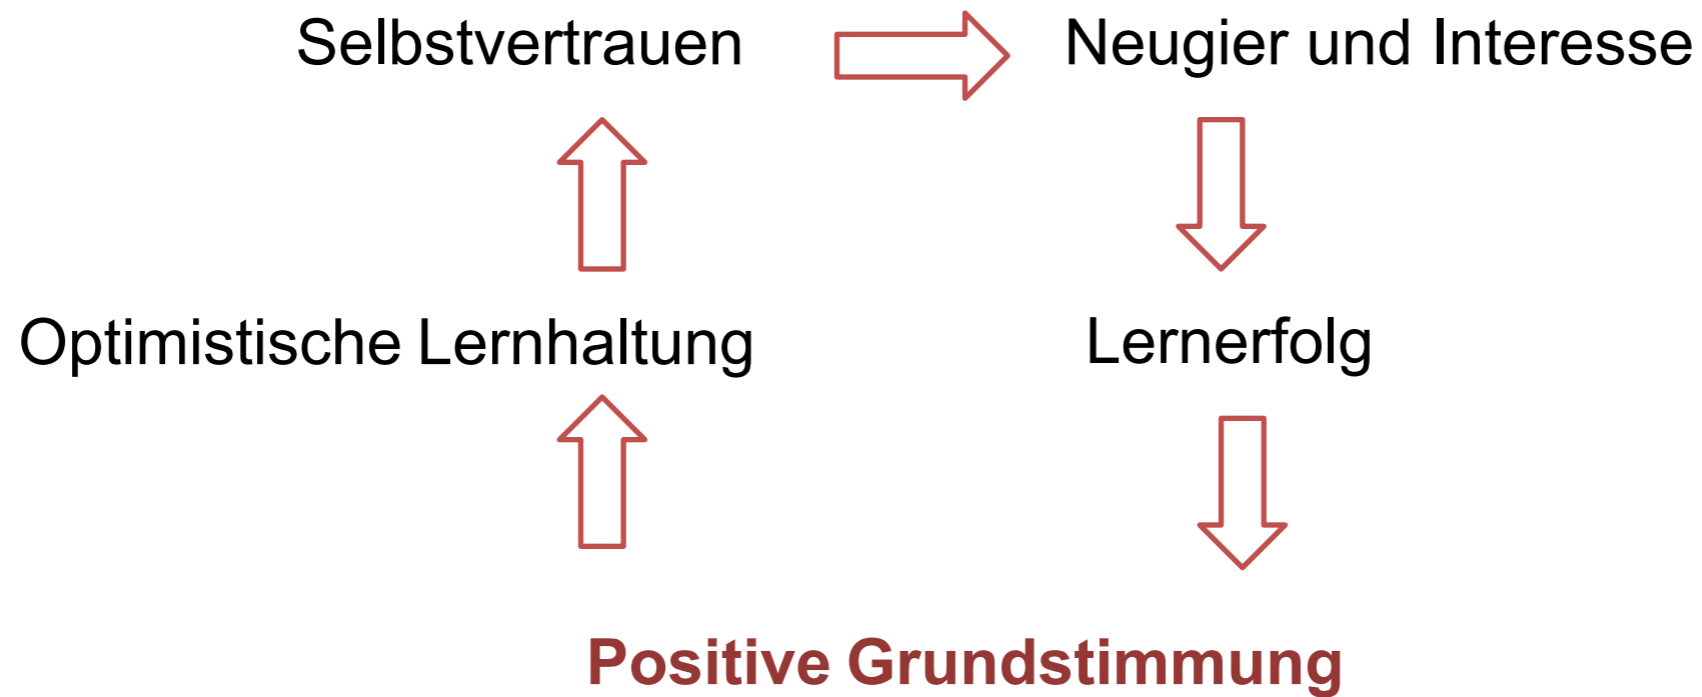 Selbstvertrauen
Neugier und Interesse
Optimistische Lernhaltung
Lernerfolg
Positive Grundstimmung